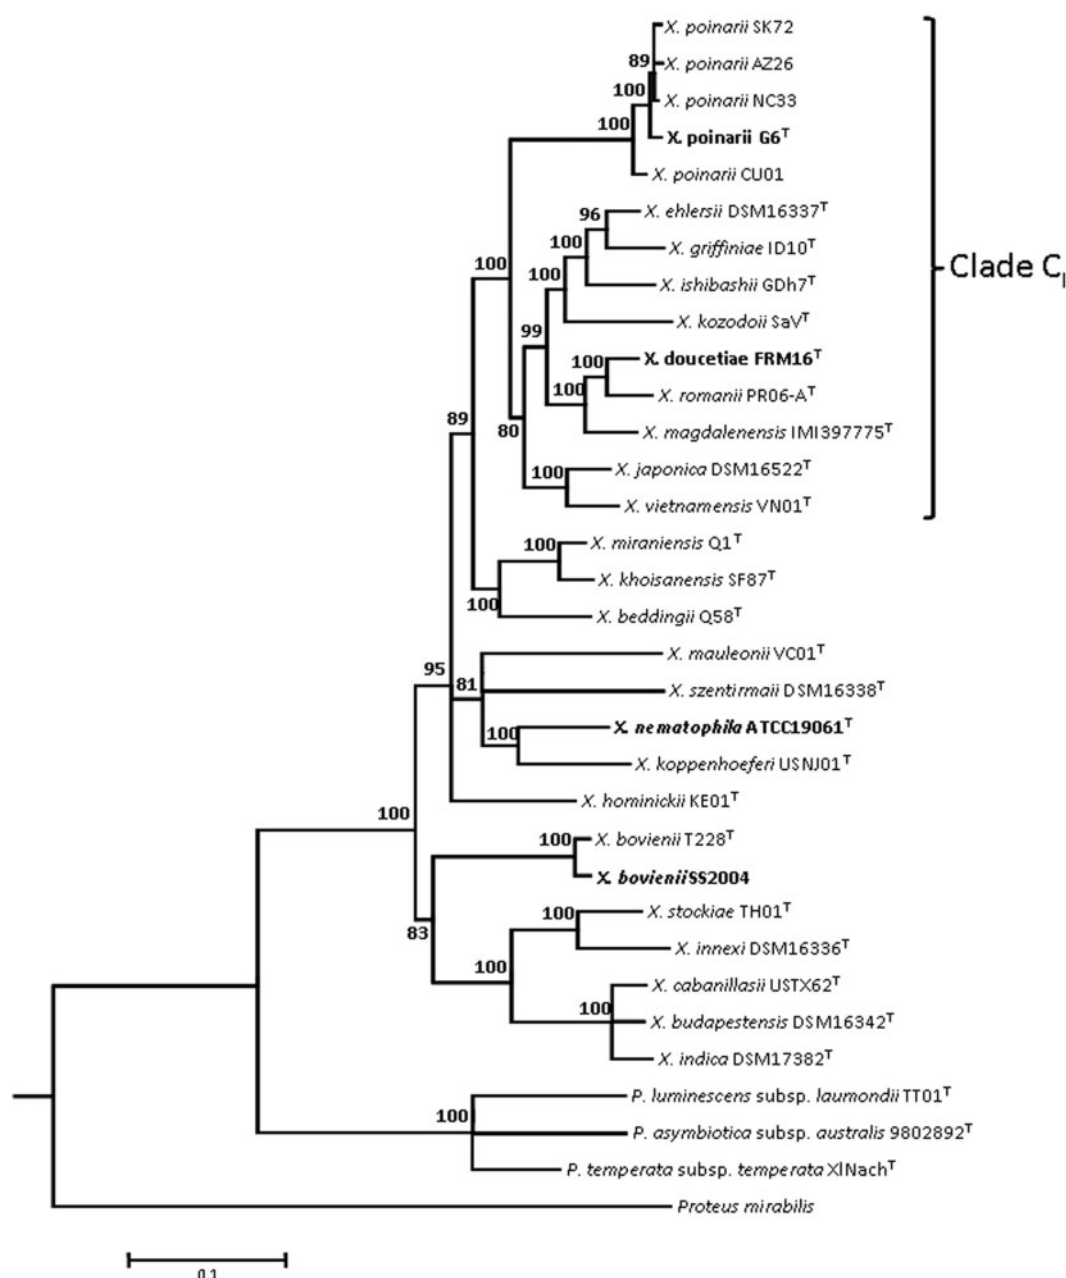 X. poinarii SK72
89
X. poinarii AZ26
100
X. poinarii NC33
100
X. poinarii G6ᵀ
X. poinarii CU01
X. ehlersii DSM16337ᵀ
96
X. griffiniae ID10ᵀ
100
Clade Cᵢ
100
100
X. ishibashii GDh7ᵀ
X. kozodoii SaVᵀ
99
X. doucetiae FRM16ᵀ
100
X. romanii PR06-Aᵀ
100
89
80
X. magdalenensis IMI397775ᵀ
X. japonica DSM16522ᵀ
100
X. vietnamensis VN01ᵀ
X. miraniensis Q1ᵀ
100
X. khoisanensis SF87ᵀ
100
X. beddingii Q58ᵀ
X. mauleonii VC01ᵀ
95
81
X. szentirmaii DSM16338ᵀ
X. nematophila ATCC19061ᵀ
100
X. koppenhoeferi USNJ01ᵀ
X. hominickii KE01ᵀ
100
X. bovienii T228ᵀ
100
X. bovieniiSS2004
X. stockiae TH01ᵀ
100
83
X. innexi DSM16336ᵀ
100
X. cabanillasii USTX62ᵀ
100
X. budapestensis DSM16342ᵀ
X. indica DSM17382ᵀ
P. luminescens subsp. laumondii TT01ᵀ
100
P. asymbiotica subsp. australis 9802892ᵀ
P. temperata subsp. temperata XlNachᵀ
Proteus mirabilis
0.1